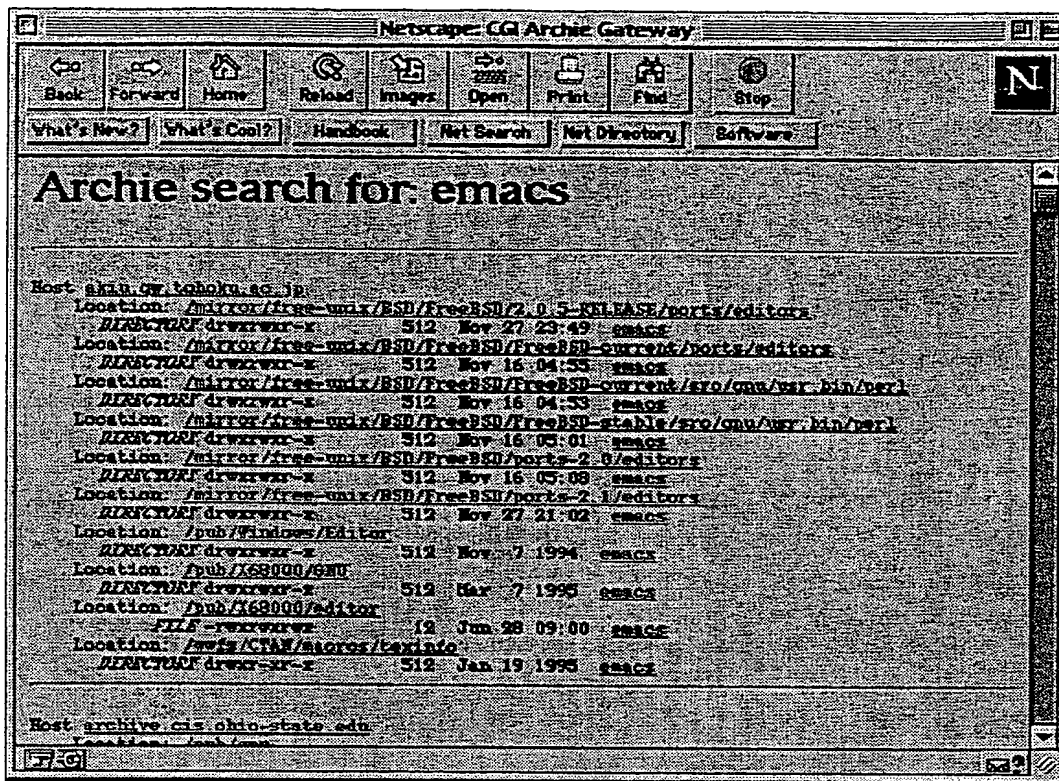 Netscape: CGI Archie Gateway
Back Forward Home Reload Images Open Print Find Stop
N
What's New? What's Cool? Handbook Net Search Net Directory Software
Archie search for: emacs
Host akiu.gw.tohoku.ac.jp
Location: /mirror/free-unix/BSD/FreeBSD/2.0.5-RELEASE/ports/editors
DIRECTORY drwxrwxr-x 512 Nov 27 23:49 emacs
Location: /mirror/free-unix/BSD/FreeBSD/FreeBSD-current/ports/editors
DIRECTORY drwxrwxr-x 512 Nov 16 04:55 emacs
Location: /mirror/free-unix/BSD/FreeBSD/FreeBSD-current/src/gnu/usr.bin/perl
DIRECTORY drwxrwxr-x 512 Nov 16 04:53 emacs
Location: /mirror/free-unix/BSD/FreeBSD/FreeBSD-stable/src/gnu/usr.bin/perl
DIRECTORY drwxrwxr-x 512 Nov 16 05:01 emacs
Location: /mirror/free-unix/BSD/FreeBSD/ports-2.0/editors
DIRECTORY drwxrwxr-x 512 Nov 16 05:08 emacs
Location: /mirror/free-unix/BSD/FreeBSD/ports-2.1/editors
DIRECTORY drwxrwxr-x 512 Nov 27 21:02 emacs
Location: /pub/Windows/Editor
DIRECTORY drwxrwxr-x 512 Nov 7 1994 emacs
Location: /pub/X68000/GNU
DIRECTORY drwxrwxr-x 512 Mar 7 1995 emacs
Location: /pub/X68000/editor
FILE -rwxrwxrwx 12 Jun 28 09:00 emacs
Location: /vvfs/CTAN/macros/texinfo
DIRECTORY drwxr-xr-x 512 Jan 19 1995 emacs
Host archive.cis.ohio-state.edu
Location: /pub/gnu